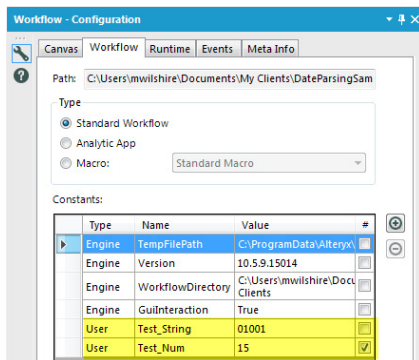 Workflow - Configuration
Canvas Workflow Runtime Events Meta Info
Path: C:\Users\mwilshire\Documents\My Clients\DateParsingSam
Type
Standard Workflow
Analytic App
Macro: Standard Macro
Constants:
Type Name Value #
Engine TempFilePath C:\ProgramData\Alteryx\
Engine Version 10.5.9.15014
Engine WorkflowDirectory C:\Users\mwilshire\Docu
Clients
Engine GuiInteraction True
User Test_String 01001
User Test_Num 15